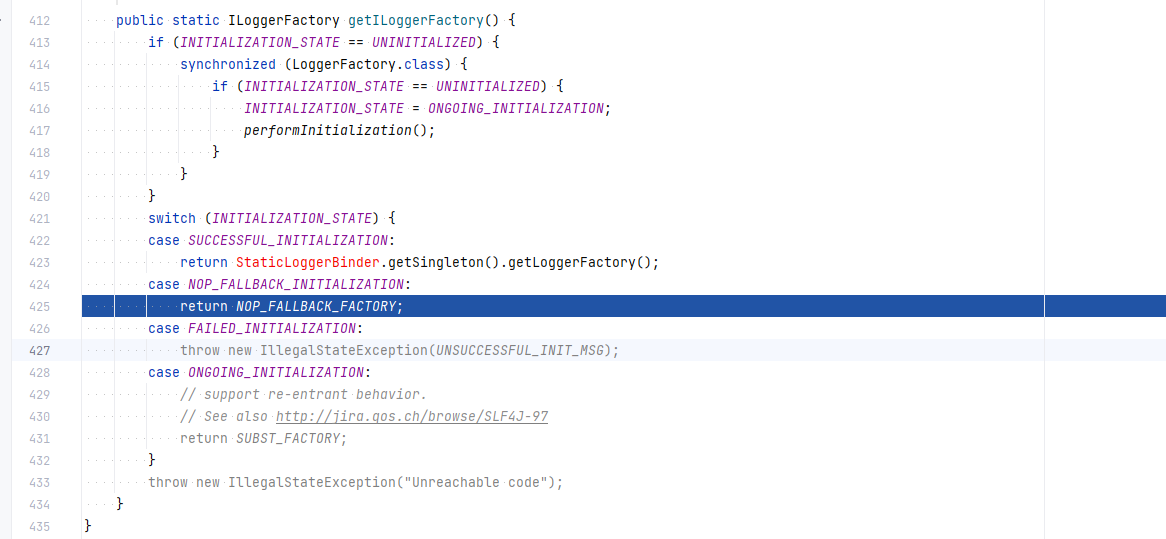 412 public static ILoggerFactory getILoggerFactory() {
413 if (INITIALIZATION_STATE == UNINITIALIZED) {
414 synchronized (LoggerFactory.class) {
415 if (INITIALIZATION_STATE == UNINITIALIZED) {
416 INITIALIZATION_STATE = ONGOING_INITIALIZATION;
417 performInitialization();
418 }
419 }
420 }
421 switch (INITIALIZATION_STATE) {
422 case SUCCESSFUL_INITIALIZATION:
423 return StaticLoggerBinder.getSingleton().getLoggerFactory();
424 case NOP_FALLBACK_INITIALIZATION:
425 return NOP_FALLBACK_FACTORY;
426 case FAILED_INITIALIZATION:
427 throw new IllegalStateException(UNSUCCESSFUL_INIT_MSG);
428 case ONGOING_INITIALIZATION:
429 // support re-entrant behavior.
430 // See also http://jira.qos.ch/browse/SLF4J-97
431 return SUBST_FACTORY;
432 }
433 throw new IllegalStateException("Unreachable code");
434 }
435 }